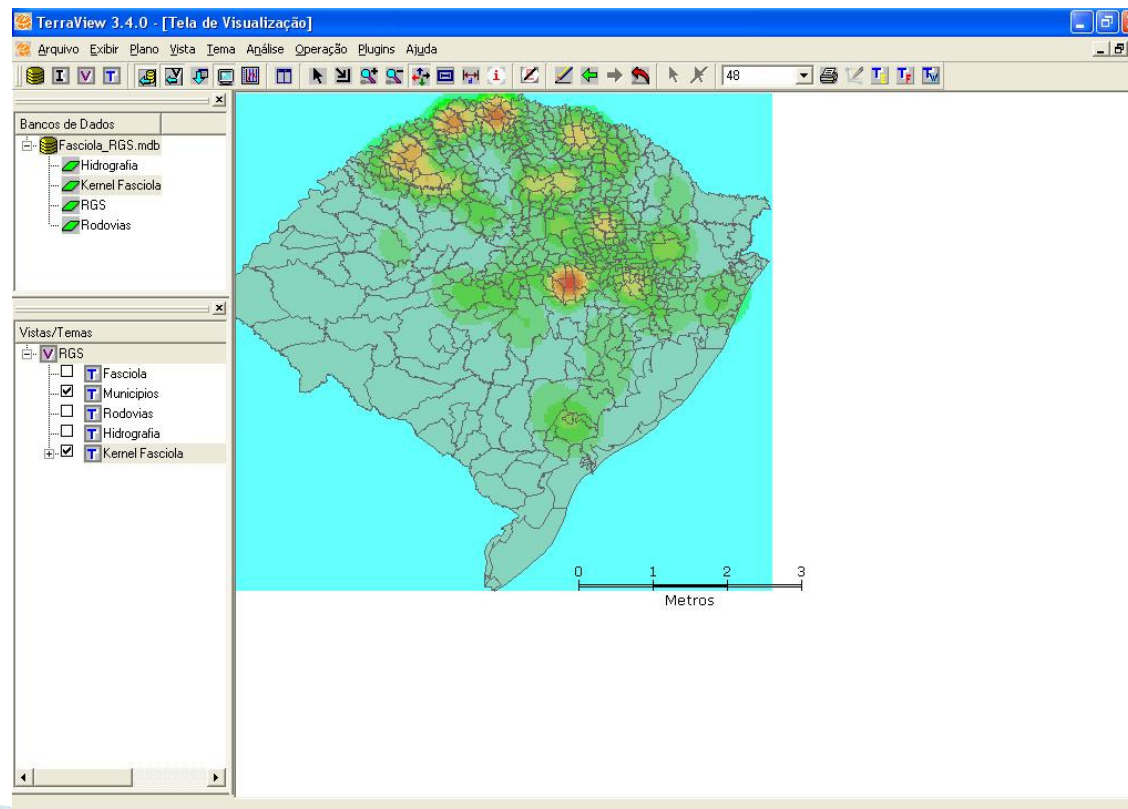 TerraView 3.4.0 - [Tela de Visualização]
Arquivo Exibir Plano Vista Tema Análise Operação Plugins Ajuda
I V T i 48 T T Tw
Bancos de Dados
Fasciola_RGS.mdb
Hidrografia
Kernel Fasciola
RGS
Rodovias
Vistas/Temas
V RGS
T Fasciola
T Municipios
T Rodovias
T Hidrografia
T Kernel Fasciola
0 1 2 3
Metros